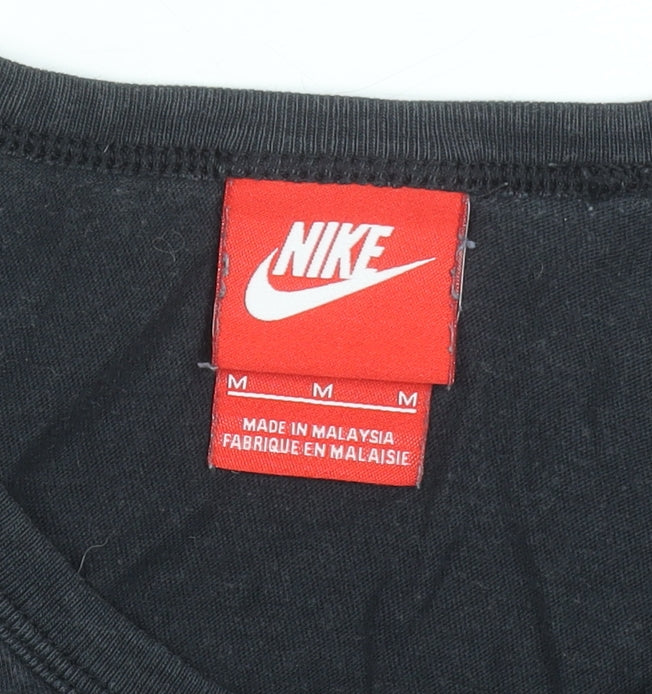 NIKE
M M M
MADE IN MALAYSIA
FABRIQUE EN MALAISIE